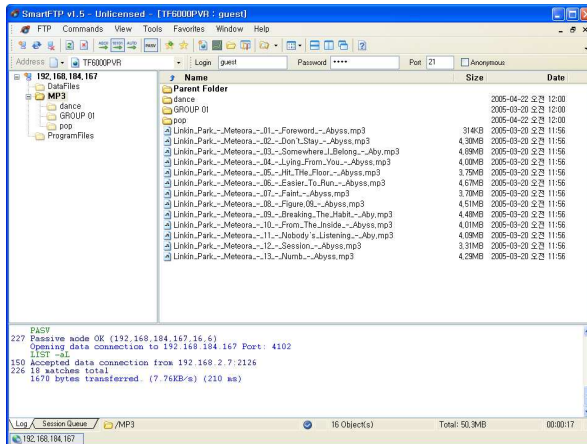 SmartFTP v1.5 - Unlicensed - [TF6000PVR : guest]
FTP Commands View Tools Favorites Window Help
Address TF6000PVR Login guest Password **** Port 21 Anonymous
192.168.184.167
DataFiles
MP3
dance
GROUP 01
pop
ProgramFiles
Name Size Date
Parent Folder
dance 2005-04-22 오전 12:00
GROUP 01 2005-03-20 오전 12:00
pop 2005-04-22 오전 12:00
Linkin_Park_-_Meteora_-_01_-_Foreword_-_Abyss.mp3 314KB 2005-03-20 오전 11:56
Linkin_Park_-_Meteora_-_02_-_Don't_Stay_-_Abyss.mp3 4.30MB 2005-03-20 오전 11:56
Linkin_Park_-_Meteora_-_03_-_Somewhere_I_Belong_-_Aby.mp3 4.89MB 2005-03-20 오전 11:56
Linkin_Park_-_Meteora_-_04_-_Lying_From_You_-_Abyss.mp3 4.00MB 2005-03-20 오전 11:56
Linkin_Park_-_Meteora_-_05_-_Hit_THe_Floor_-_Abyss.mp3 3.75MB 2005-03-20 오전 11:56
Linkin_Park_-_Meteora_-_06_-_Easier_To_Run_-_Abyss.mp3 4.67MB 2005-03-20 오전 11:56
Linkin_Park_-_Meteora_-_07_-_Faint_-_Abyss.mp3 3.70MB 2005-03-20 오전 11:56
Linkin_Park_-_Meteora_-_08_-_Figure.09_-_Abyss.mp3 4.51MB 2005-03-20 오전 11:56
Linkin_Park_-_Meteora_-_09_-_Breaking_The_Habit_-_Aby.mp3 4.48MB 2005-03-20 오전 11:56
Linkin_Park_-_Meteora_-_10_-_From_The_Inside_-_Abyss.mp3 4.01MB 2005-03-20 오전 11:56
Linkin_Park_-_Meteora_-_11_-_Nobody's_Listening_-_Aby.mp3 4.09MB 2005-03-20 오전 11:56
Linkin_Park_-_Meteora_-_12_-_Session_-_Abyss.mp3 3.31MB 2005-03-20 오전 11:56
Linkin_Park_-_Meteora_-_13_-_Numb_-_Abyss.mp3 4.29MB 2005-03-20 오전 11:56
PASV
227 Passive mode OK (192,168,184,167,16,6)
Opening data connection to 192.168.184.167 Port: 4102
LIST -aL
150 Accepted data connection from 192.168.2.7:2126
226 18 matches total
1670 bytes transferred. (7.76KB/s) (210 ms)
Log Session Queue /MP3 16 Object(s) Total: 50.3MB 00:00:17
192.168.184.167